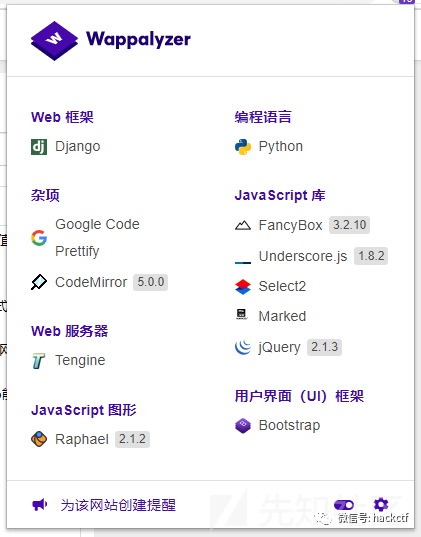 Wappalyzer
Web 框架
Django
杂项
Google Code
Prettify
CodeMirror 5.0.0
Web 服务器
Tengine
JavaScript 图形
Raphael 2.1.2
编程语言
Python
JavaScript 库
FancyBox 3.2.10
Underscore.js 1.8.2
Select2
Marked
jQuery 2.1.3
用户界面（UI）框架
Bootstrap
为该网站创建提醒
微信号: hackctf